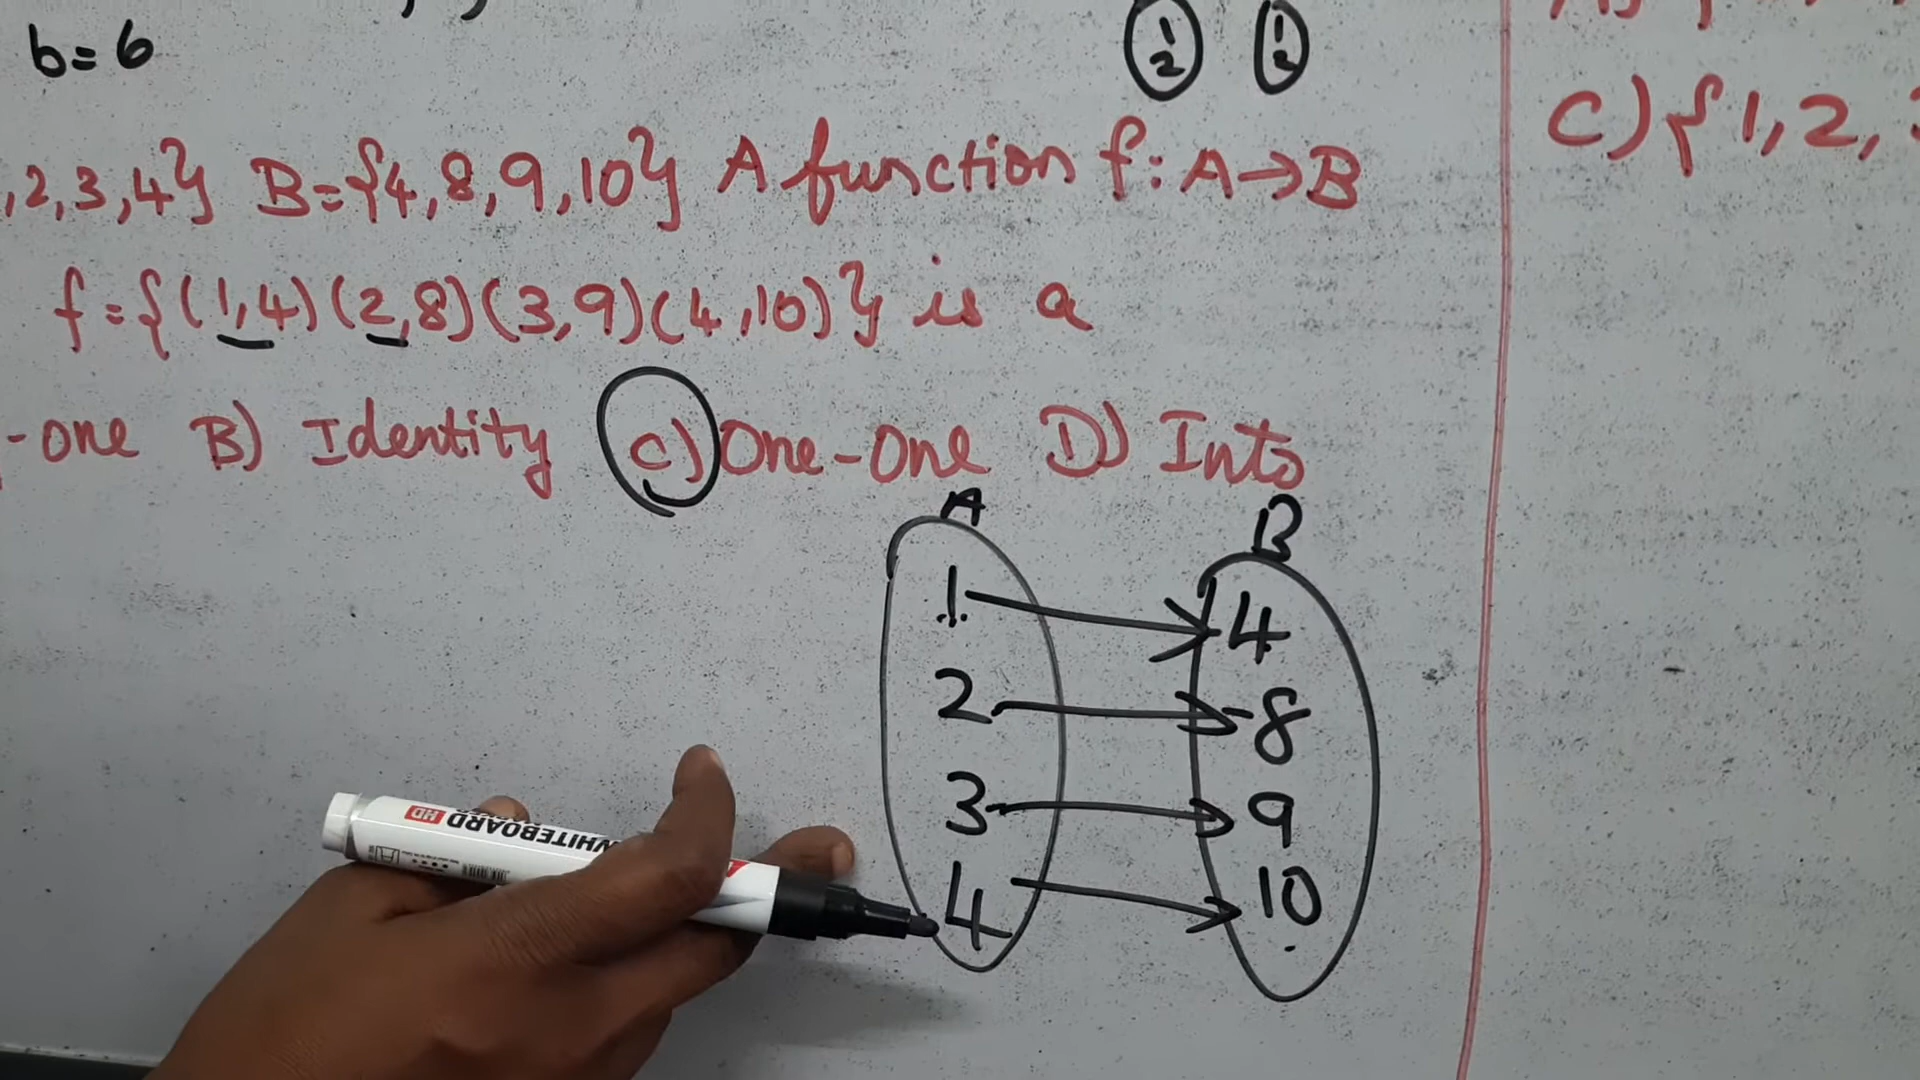 b=6
1
2
1
2
,2,3,4} B={4,8,9,10} A function f:A→B
f={(1,4)(2,8)(3,9)(4,10)} is a
-one B) Identity C) One-One D) Into
C){1,2,
A B
1 4
2 8
3 9
4 10
WHITEBOARD HD